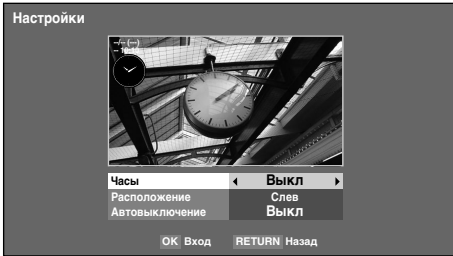 Настройки
Часы Выкл
Расположение Слев
Автовыключение Выкл
OK Вход RETURN Назад